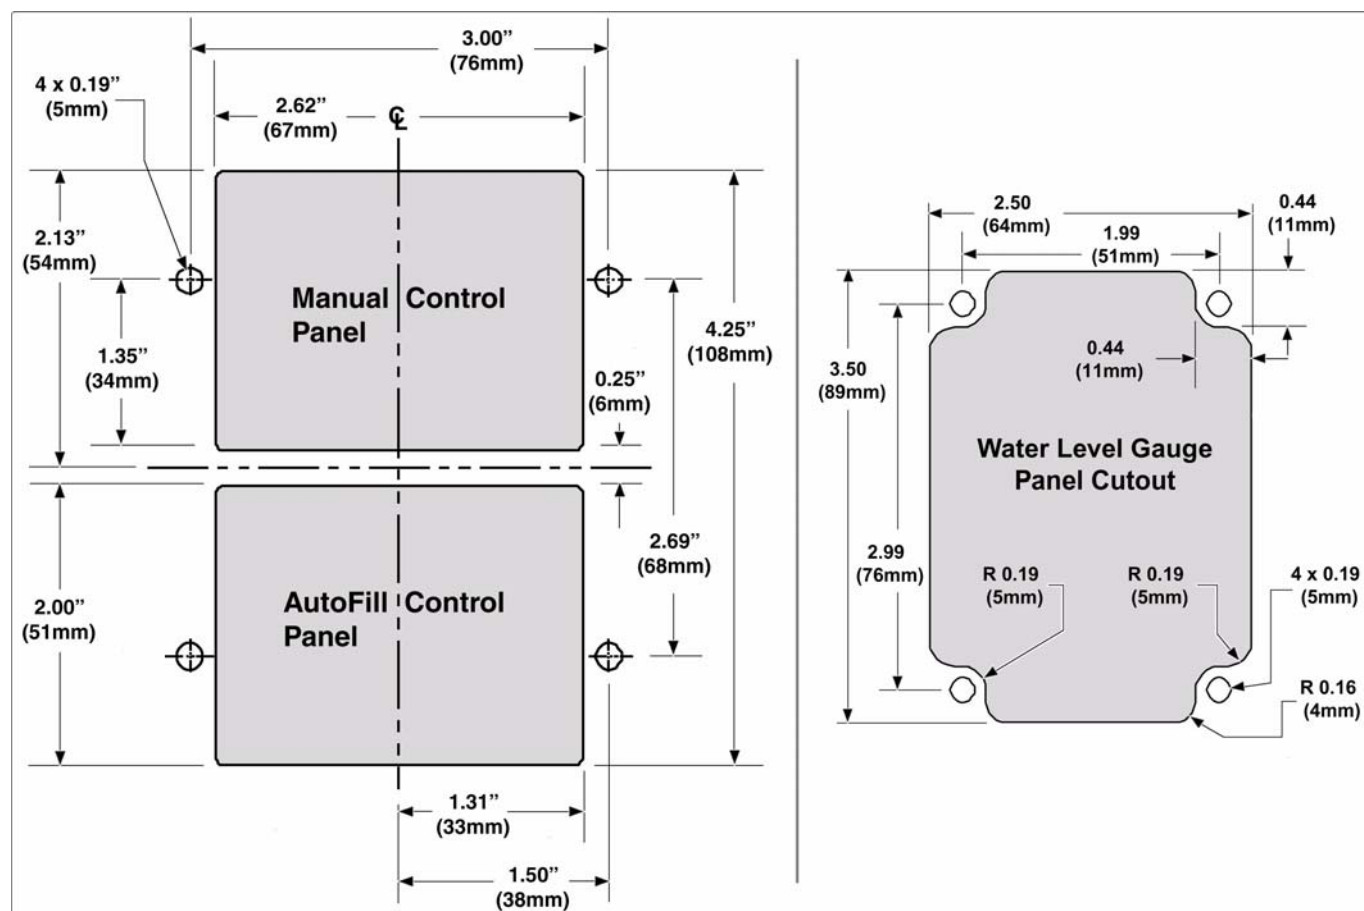 3.00”
(76mm)
4 x 0.19”
(5mm)
2.62”
(67mm)
℄
2.13”
(54mm)
Manual Control
Panel
1.35”
(34mm)
4.25”
(108mm)
0.25”
(6mm)
2.69”
(68mm)
2.00”
(51mm)
AutoFill Control
Panel
1.31”
(33mm)
1.50”
(38mm)
2.50
(64mm)
0.44
(11mm)
1.99
(51mm)
0.44
(11mm)
3.50
(89mm)
Water Level Gauge
Panel Cutout
2.99
(76mm)
R 0.19
(5mm)
R 0.19
(5mm)
4 x 0.19
(5mm)
R 0.16
(4mm)